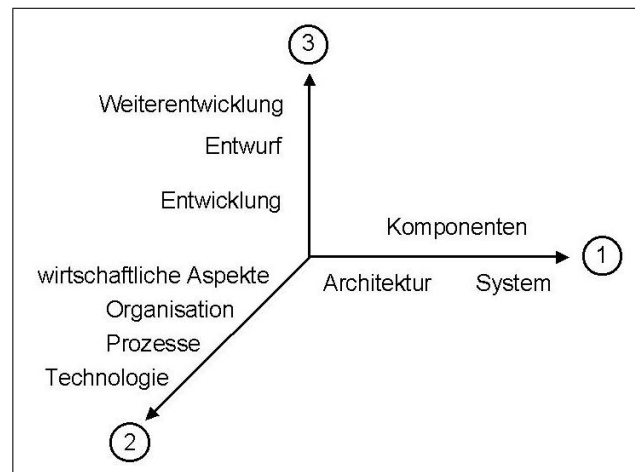 3
Weiterentwicklung
Entwurf
Entwicklung
Komponenten
1
wirtschaftliche Aspekte
Architektur System
Organisation
Prozesse
Technologie
2